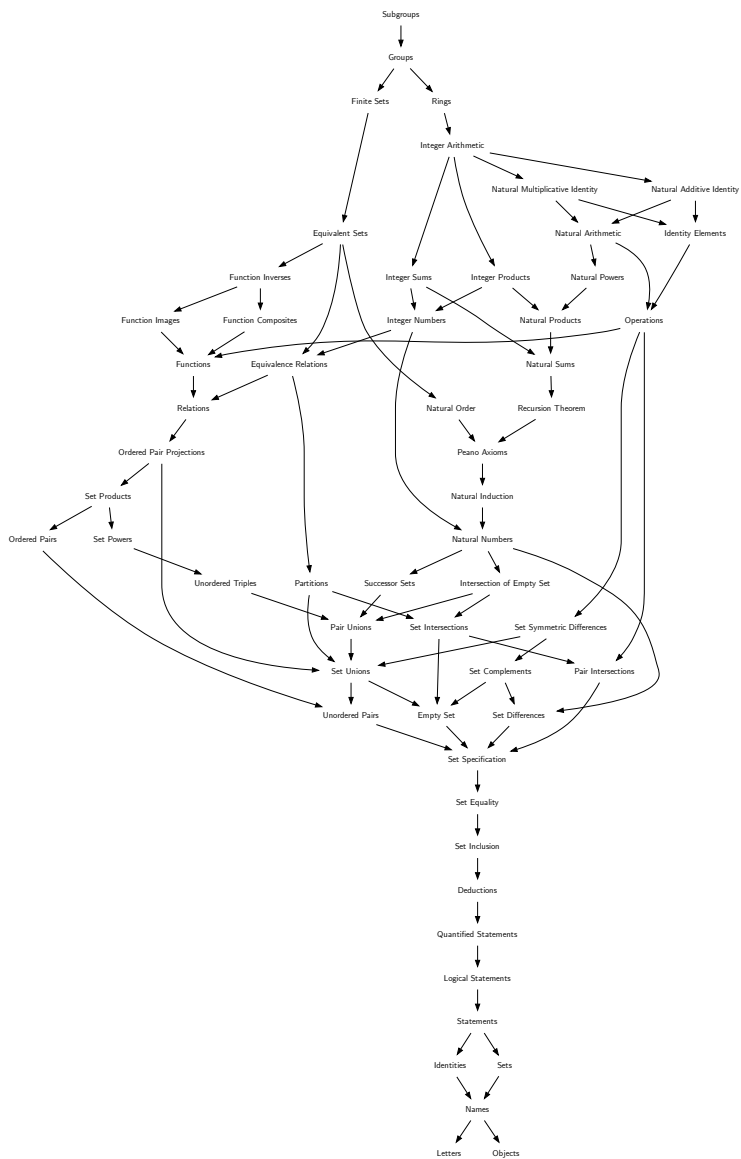 Subgroups
Groups
Finite Sets
Rings
Integer Arithmetic
Natural Multiplicative Identity
Natural Additive Identity
Equivalent Sets
Natural Arithmetic
Identity Elements
Function Inverses
Integer Sums
Integer Products
Natural Powers
Function Images
Function Composites
Integer Numbers
Natural Products
Operations
Functions
Equivalence Relations
Natural Sums
Relations
Natural Order
Recursion Theorem
Ordered Pair Projections
Peano Axioms
Set Products
Natural Induction
Ordered Pairs
Set Powers
Natural Numbers
Unordered Triples
Partitions
Successor Sets
Intersection of Empty Set
Pair Unions
Set Intersections
Set Symmetric Differences
Set Unions
Set Complements
Pair Intersections
Unordered Pairs
Empty Set
Set Differences
Set Specification
Set Equality
Set Inclusion
Deductions
Quantified Statements
Logical Statements
Statements
Identities
Sets
Names
Letters
Objects